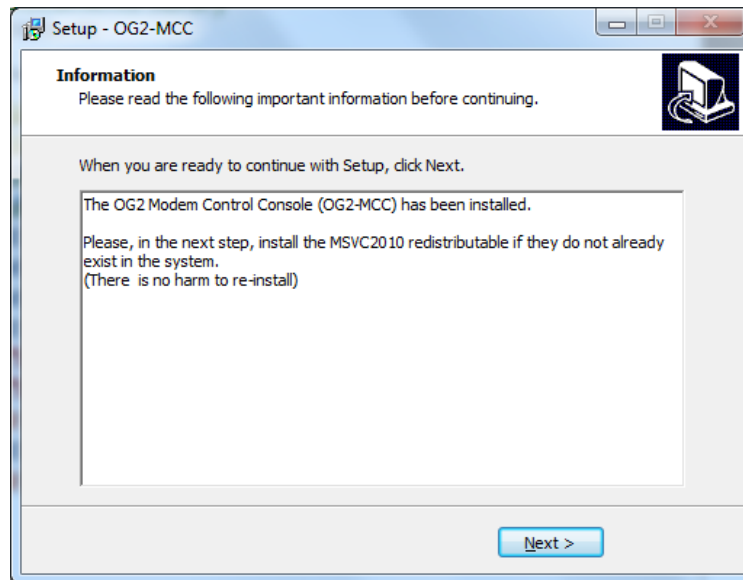 Setup - OG2-MCC
Information
Please read the following important information before continuing.
When you are ready to continue with Setup, click Next.
The OG2 Modem Control Console (OG2-MCC) has been installed.
Please, in the next step, install the MSVC2010 redistributable if they do not already
exist in the system.
(There  is no harm to re-install)
Next >